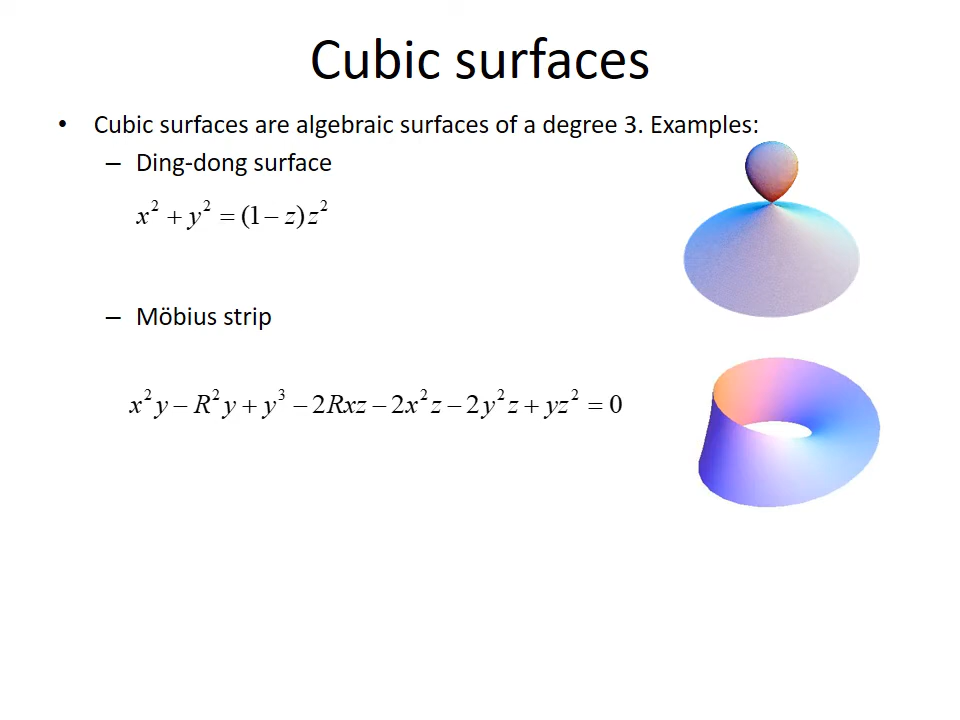 Cubic surfaces
• Cubic surfaces are algebraic surfaces of a degree 3. Examples:
– Ding-dong surface
x² + y² = (1 − z)z²
– Möbius strip
x²y − R²y + y³ − 2Rxz − 2x²z − 2y²z + yz² = 0